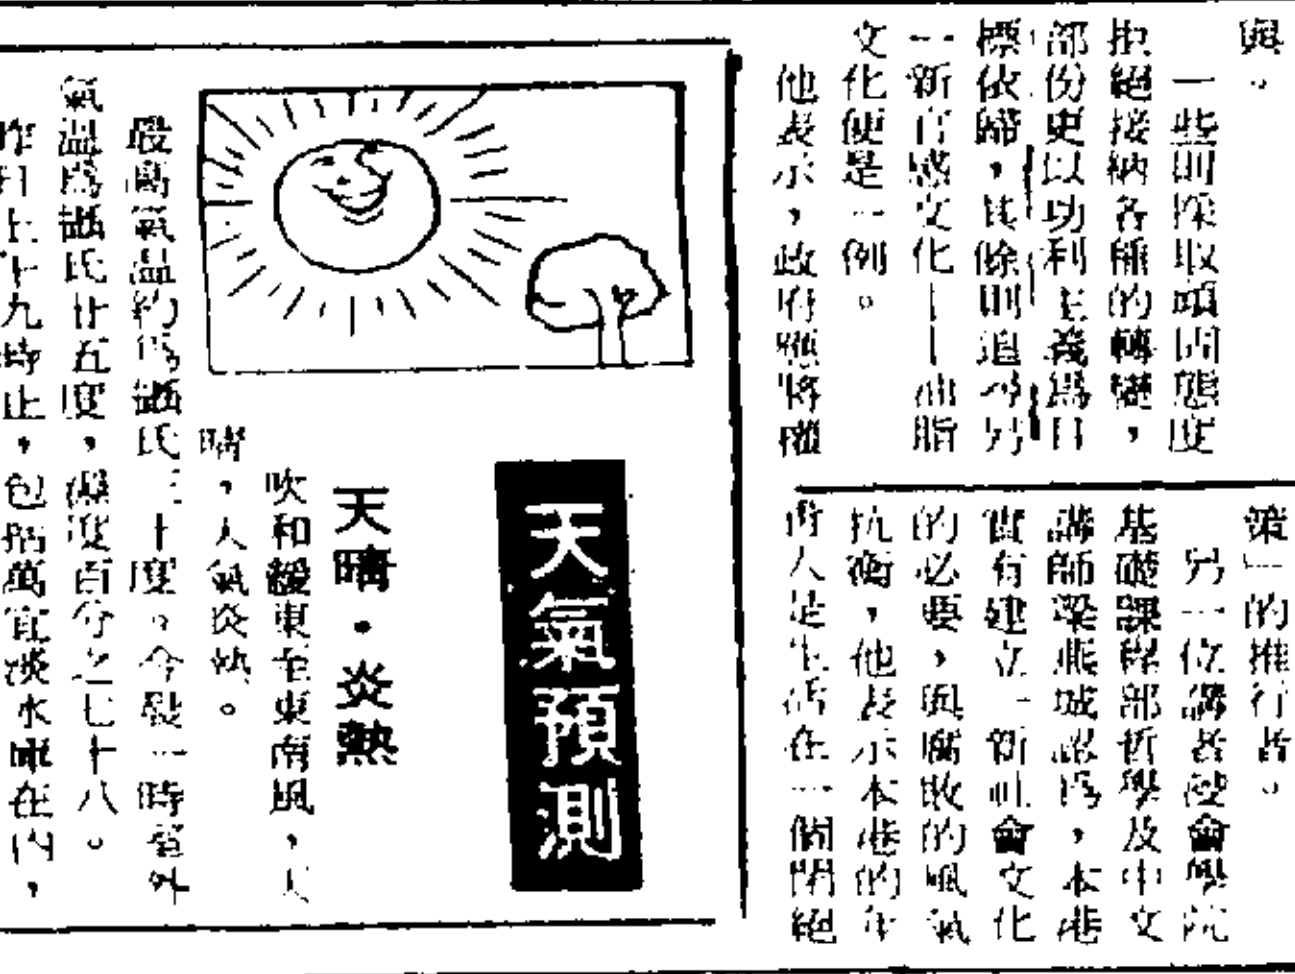 與。
一些則採取頑固態度
拒絕接納各種的轉變，
部份更以功利主義爲目
標依歸，其餘則追尋另
一新官感文化——油脂
文化便是一例。
他表示，政府應將
策」的推行者。
另一位講者浸會學院
基礎課程部哲學及中文
講師梁燕城認爲，本港
實有建立一新社會文化
的必要，與腐敗的風氣
抗衡，他表示本港的年
青人是生活在一個閉絕
天氣預測
天晴・炎熱
吹和緩東至東南風，天
晴，人氣炎熱。
最高氣溫約爲攝氏三十度。今晨一時室外
氣溫爲攝氏廿五度，濕度百分之七十八。
昨日上午九時止，包括萬宜淡水庫在內，